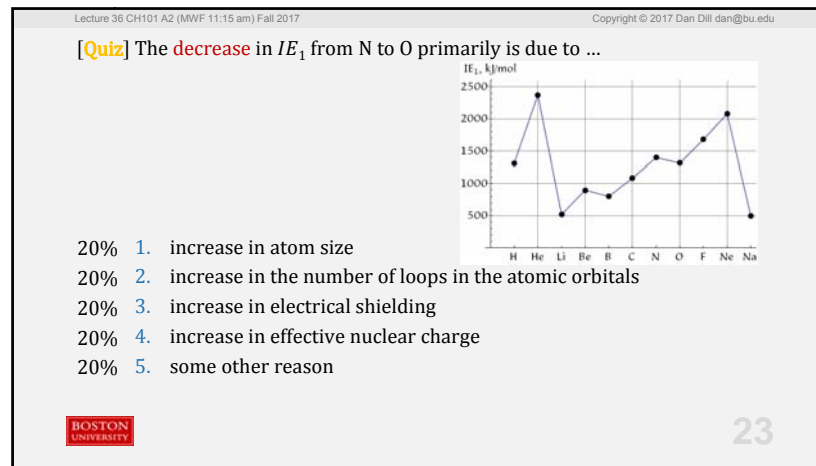 Lecture 36 CH101 A2 (MWF 11:15 am) Fall 2017
Copyright © 2017 Dan Dill dan@bu.edu
[Quiz] The decrease in IE₁ from N to O primarily is due to …
IE₁, kJ/mol
2500
2000
1500
1000
500
H He Li Be B C N O F Ne Na
20% 1. increase in atom size
20% 2. increase in the number of loops in the atomic orbitals
20% 3. increase in electrical shielding
20% 4. increase in effective nuclear charge
20% 5. some other reason
BOSTON
UNIVERSITY
23